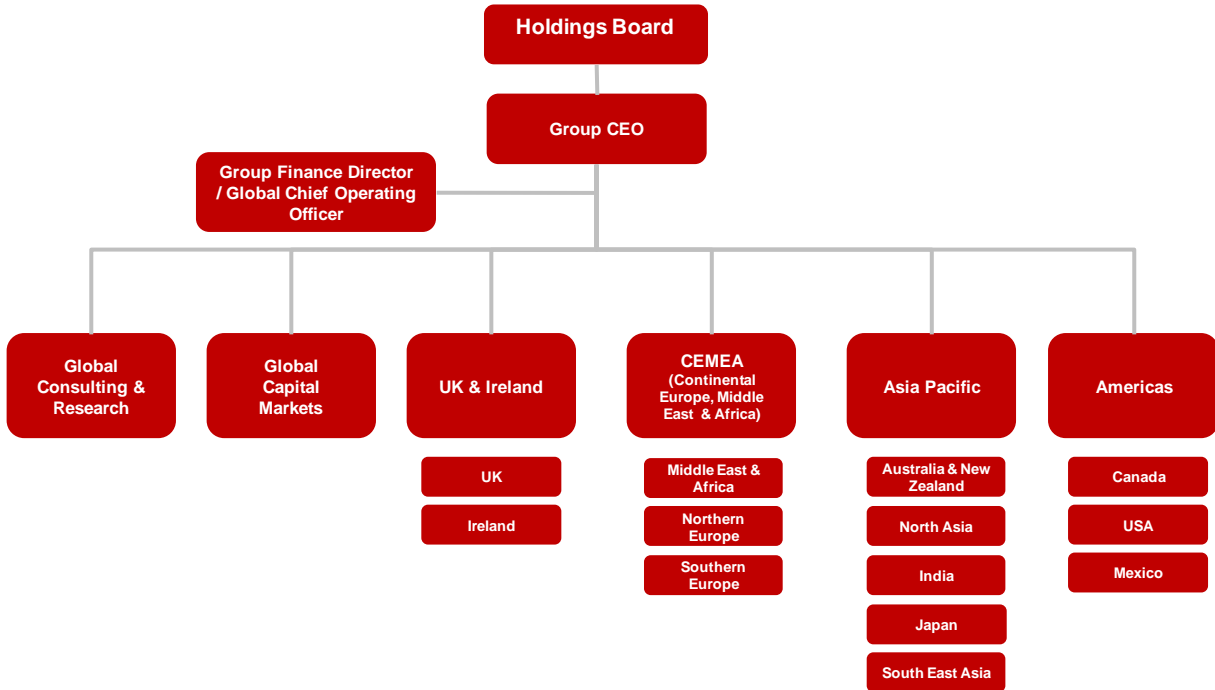 Holdings Board
Group CEO
Group Finance Director
/ Global Chief Operating
Officer
Global
Consulting &
Research
Global
Capital
Markets
UK & Ireland
CEMEA
(Continental
Europe, Middle
East & Africa)
Asia Pacific
Americas
UK
Ireland
Middle East &
Africa
Northern
Europe
Southern
Europe
Australia & New
Zealand
North Asia
India
Japan
South East Asia
Canada
USA
Mexico